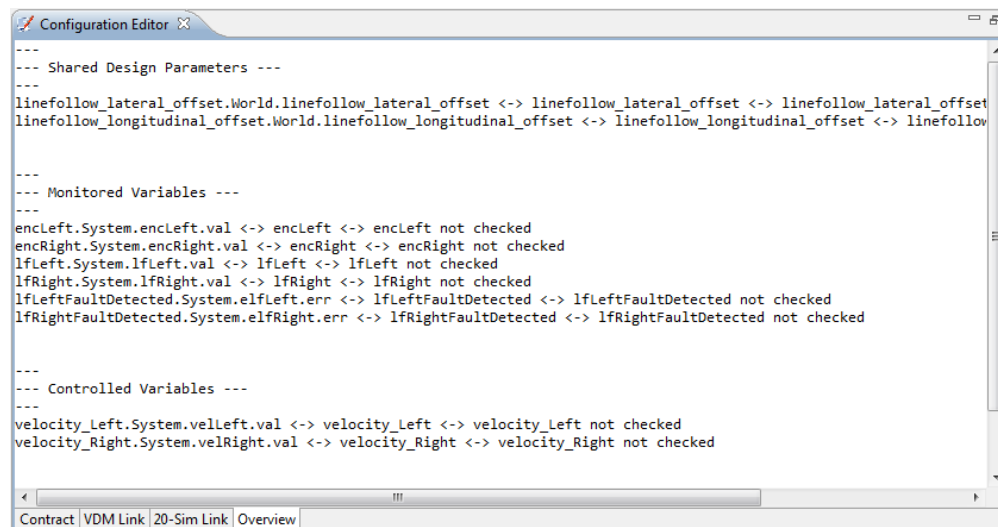 Configuration Editor
---
--- Shared Design Parameters ---
---
linefollow_lateral_offset.World.linefollow_lateral_offset <-> linefollow_lateral_offset <-> linefollow_lateral_offset
linefollow_longitudinal_offset.World.linefollow_longitudinal_offset <-> linefollow_longitudinal_offset <-> linefollow
---
--- Monitored Variables ---
---
encLeft.System.encLeft.val <-> encLeft <-> encLeft not checked
encRight.System.encRight.val <-> encRight <-> encRight not checked
lfLeft.System.lfLeft.val <-> lfLeft <-> lfLeft not checked
lfRight.System.lfRight.val <-> lfRight <-> lfRight not checked
lfLeftFaultDetected.System.elfLeft.err <-> lfLeftFaultDetected <-> lfLeftFaultDetected not checked
lfRightFaultDetected.System.elfRight.err <-> lfRightFaultDetected <-> lfRightFaultDetected not checked
---
--- Controlled Variables ---
---
velocity_Left.System.velLeft.val <-> velocity_Left <-> velocity_Left not checked
velocity_Right.System.velRight.val <-> velocity_Right <-> velocity_Right not checked
Contract VDM Link 20-Sim Link Overview